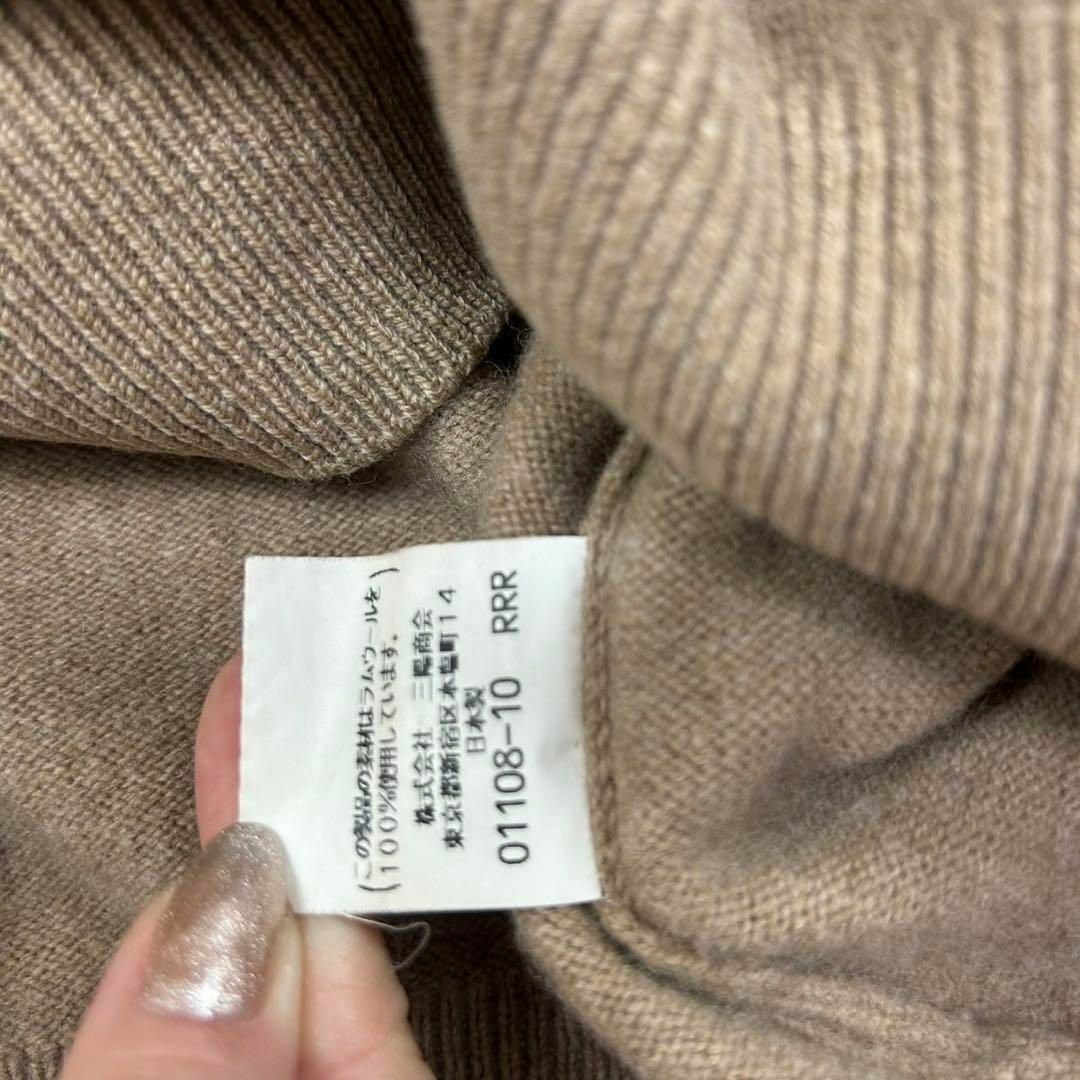 (この製品の素材はラムウールを
１００％使用しています。)
株式会社　三陽商会
東京都新宿区本塩町１４
日本製
01108-10 RRR